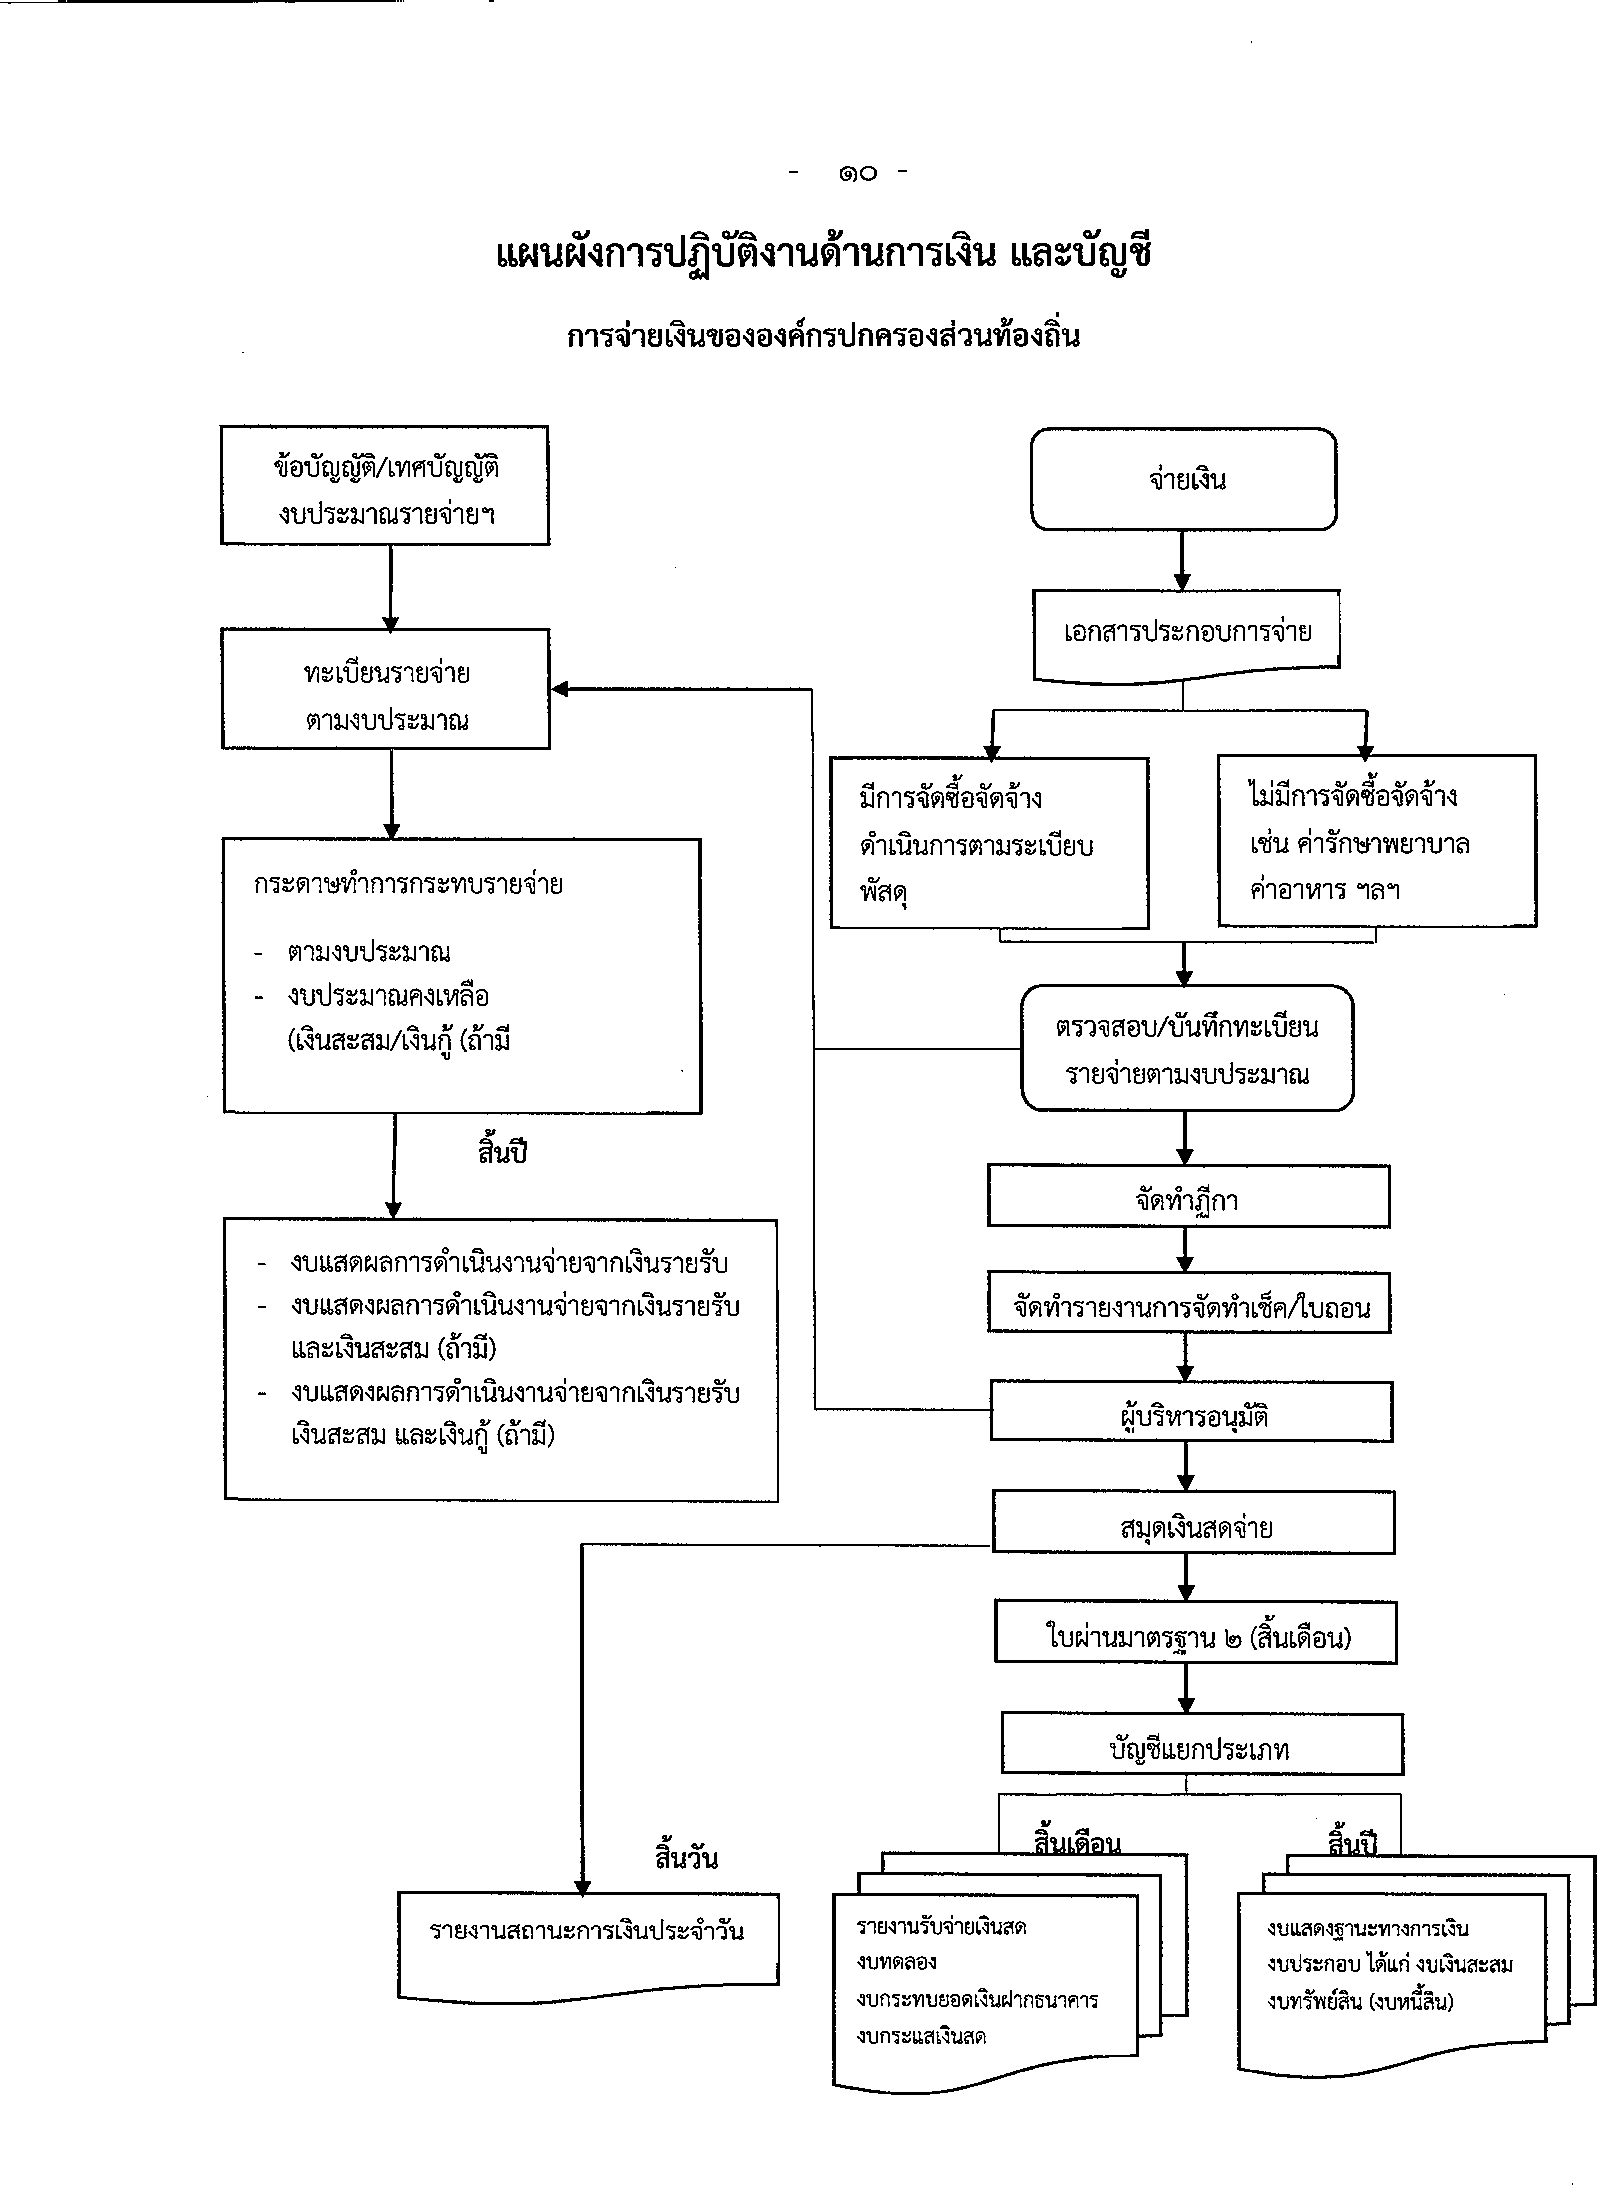 - ๑๐ -
แผนผังการปฏิบัติงานด้านการเงิน และบัญชี
การจ่ายเงินขององค์กรปกครองส่วนท้องถิ่น
ข้อบัญญัติ/เทศบัญญัติ
งบประมาณรายจ่ายฯ
ทะเบียนรายจ่าย
ตามงบประมาณ
กระดาษทำการกระทบรายจ่าย
- ตามงบประมาณ
- งบประมาณคงเหลือ
(เงินสะสม/เงินกู้ (ถ้ามี
สิ้นปี
- งบแสดผลการดำเนินงานจ่ายจากเงินรายรับ
- งบแสดงผลการดำเนินงานจ่ายจากเงินรายรับ
และเงินสะสม (ถ้ามี)
- งบแสดงผลการดำเนินงานจ่ายจากเงินรายรับ
เงินสะสม และเงินกู้ (ถ้ามี)
จ่ายเงิน
เอกสารประกอบการจ่าย
มีการจัดซื้อจัดจ้าง
ดำเนินการตามระเบียบ
พัสดุ
ไม่มีการจัดซื้อจัดจ้าง
เช่น ค่ารักษาพยาบาล
ค่าอาหาร ฯลฯ
ตรวจสอบ/บันทึกทะเบียน
รายจ่ายตามงบประมาณ
จัดทำฎีกา
จัดทำรายงานการจัดทำเช็ค/ใบถอน
ผู้บริหารอนุมัติ
สมุดเงินสดจ่าย
ใบผ่านมาตรฐาน ๒ (สิ้นเดือน)
บัญชีแยกประเภท
สิ้นวัน
รายงานสถานะการเงินประจำวัน
สิ้นเดือน
รายงานรับจ่ายเงินสด
งบทดลอง
งบกระทบยอดเงินฝากธนาคาร
งบกระแสเงินสด
สิ้นปี
งบแสดงฐานะทางการเงิน
งบประกอบ ได้แก่ งบเงินสะสม
งบทรัพย์สิน (งบหนี้สิน)